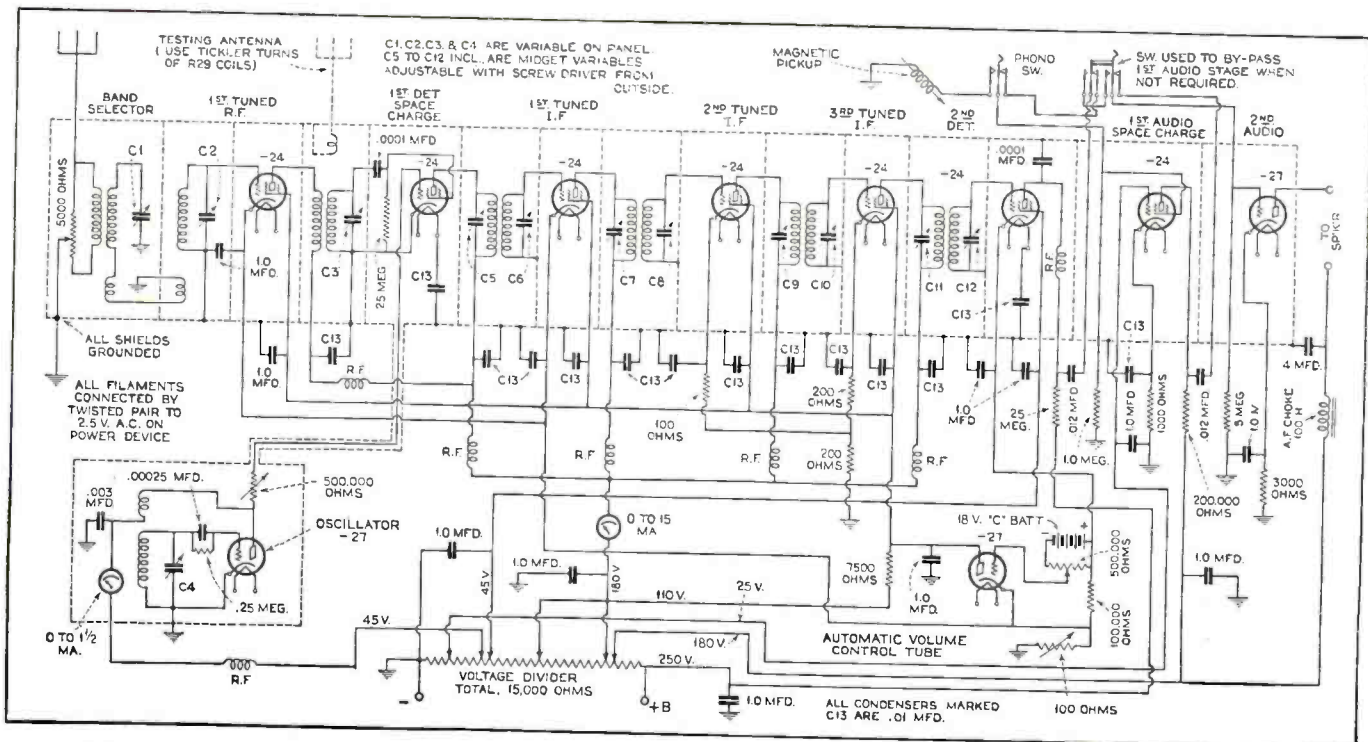 TESTING ANTENNA
( USE TICKLER TURNS
OF R29 COILS)
C1, C2, C3, & C4 ARE VARIABLE ON PANEL.
C5 TO C12 INCL., ARE MIDGET VARIABLES
ADJUSTABLE WITH SCREW DRIVER FROM
OUTSIDE.
MAGNETIC
PICKUP
PHONO
SW.
SW. USED TO BY-PASS
1ST AUDIO STAGE WHEN
NOT REQUIRED.
BAND
SELECTOR
1ST TUNED
R.F.
1ST DET
SPACE
CHARGE
1ST TUNED
I.F
2ND TUNED
I.F
3RD TUNED
I.F.
2ND
DET.
1ST AUDIO
SPACE CHARGE
2ND
AUDIO
5000 OHMS
C1
C2
-24
.0001 MFD
-24
-24
-24
-24
-24
.0001
MFD.
-24
-27
1.0
MFD.
C3
25 MEG
C13
C5
C6
C7
C8
C9
C10
C11
C12
C13
R.F.
TO
SP'K'R
ALL SHIELDS
GROUNDED
1.0
MFD.
C13
R.F.
C13
C13
C13
C13
C13
C13
C13
C13
C13
1.0
MFD
C13
4 MFD.
ALL FILAMENTS
CONNECTED BY
TWISTED PAIR TO
2.5 V. A.C. ON
POWER DEVICE
100
OHMS
200
OHMS
200
OHMS
25
MEG.
.012 MFD
1.0 MEG.
1.0 MFD
1000 OHMS
.012 MFD
200,000
OHMS
.5 MEG
3000
OHMS
A.F CHOKE
100 H
R.F.
R.F.
R.F.
R.F
.003
MFD
.00025 MFD.
500,000
OHMS
OSCILLATOR
-27
C4
.25 MEG.
0 TO 1 1/2
MA.
1.0 MFD.
1.0 MFD.
45 V
180 V.
0 TO 15
MA
7500
OHMS
1.0
MFD.
-27
18 V. "C" BATT
+
500,000
OHMS
100,000
OHMS
1.0 MFD.
AUTOMATIC VOLUME
CONTROL TUBE
R.F
45 V.
110 V.
25 V.
180 V.
250 V.
VOLTAGE DIVIDER
TOTAL, 15,000 OHMS
-
+B
1.0 MFD.
ALL CONDENSERS MARKED
C13 ARE .01 MFD.
100 OHMS